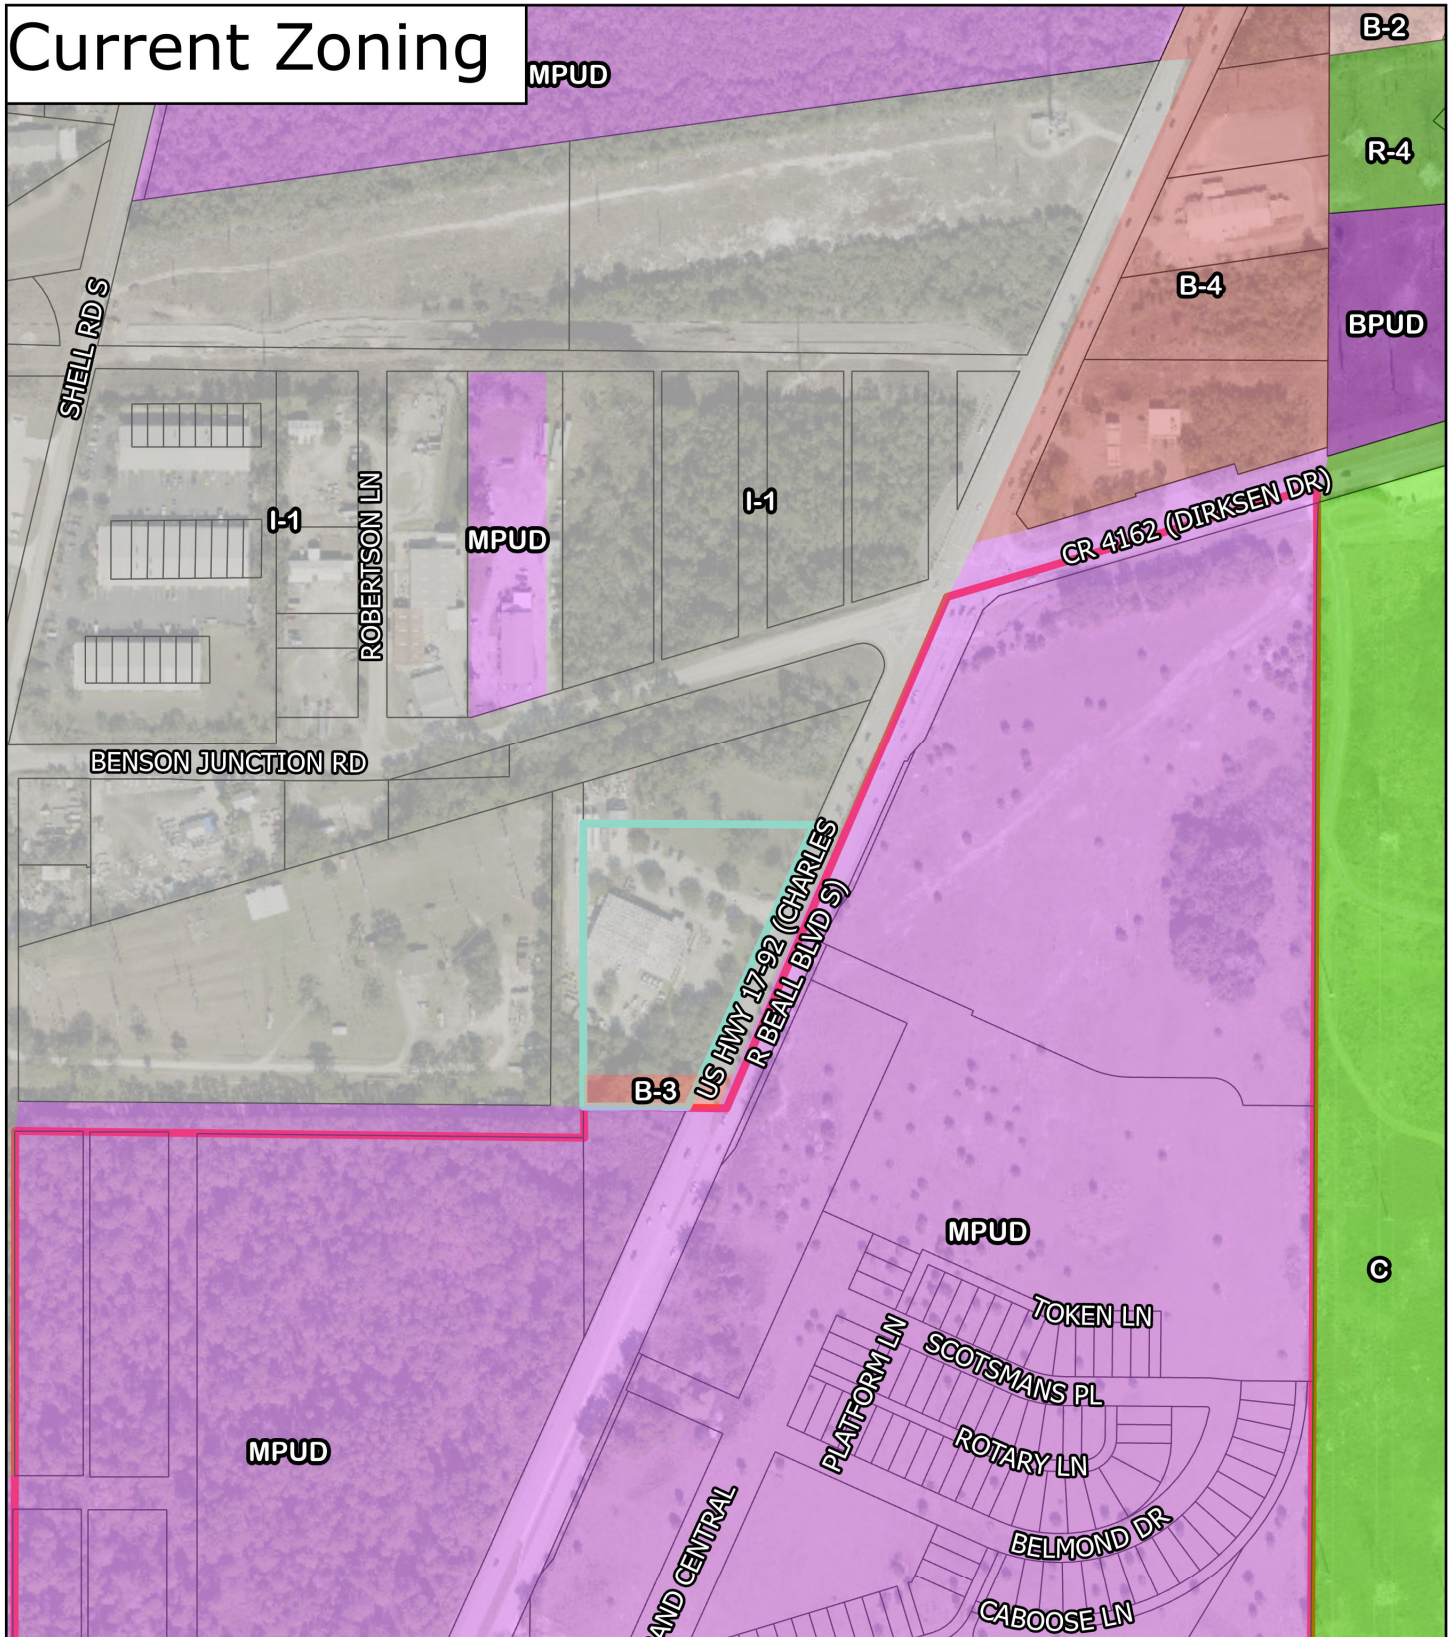 Current Zoning
MPUD
B-2
R-4
B-4
BPUD
SHELL RD S
I-1
ROBERTSON LN
MPUD
I-1
CR 4162 (DIRKSEN DR)
BENSON JUNCTION RD
US HWY 17-92 (CHARLES
R BEALL BLVD S)
B-3
MPUD
C
TOKEN LN
SCOTSMANS PL
PLATFORM LN
ROTARY LN
MPUD
BELMOND DR
AND CENTRAL
CABOOSE LN